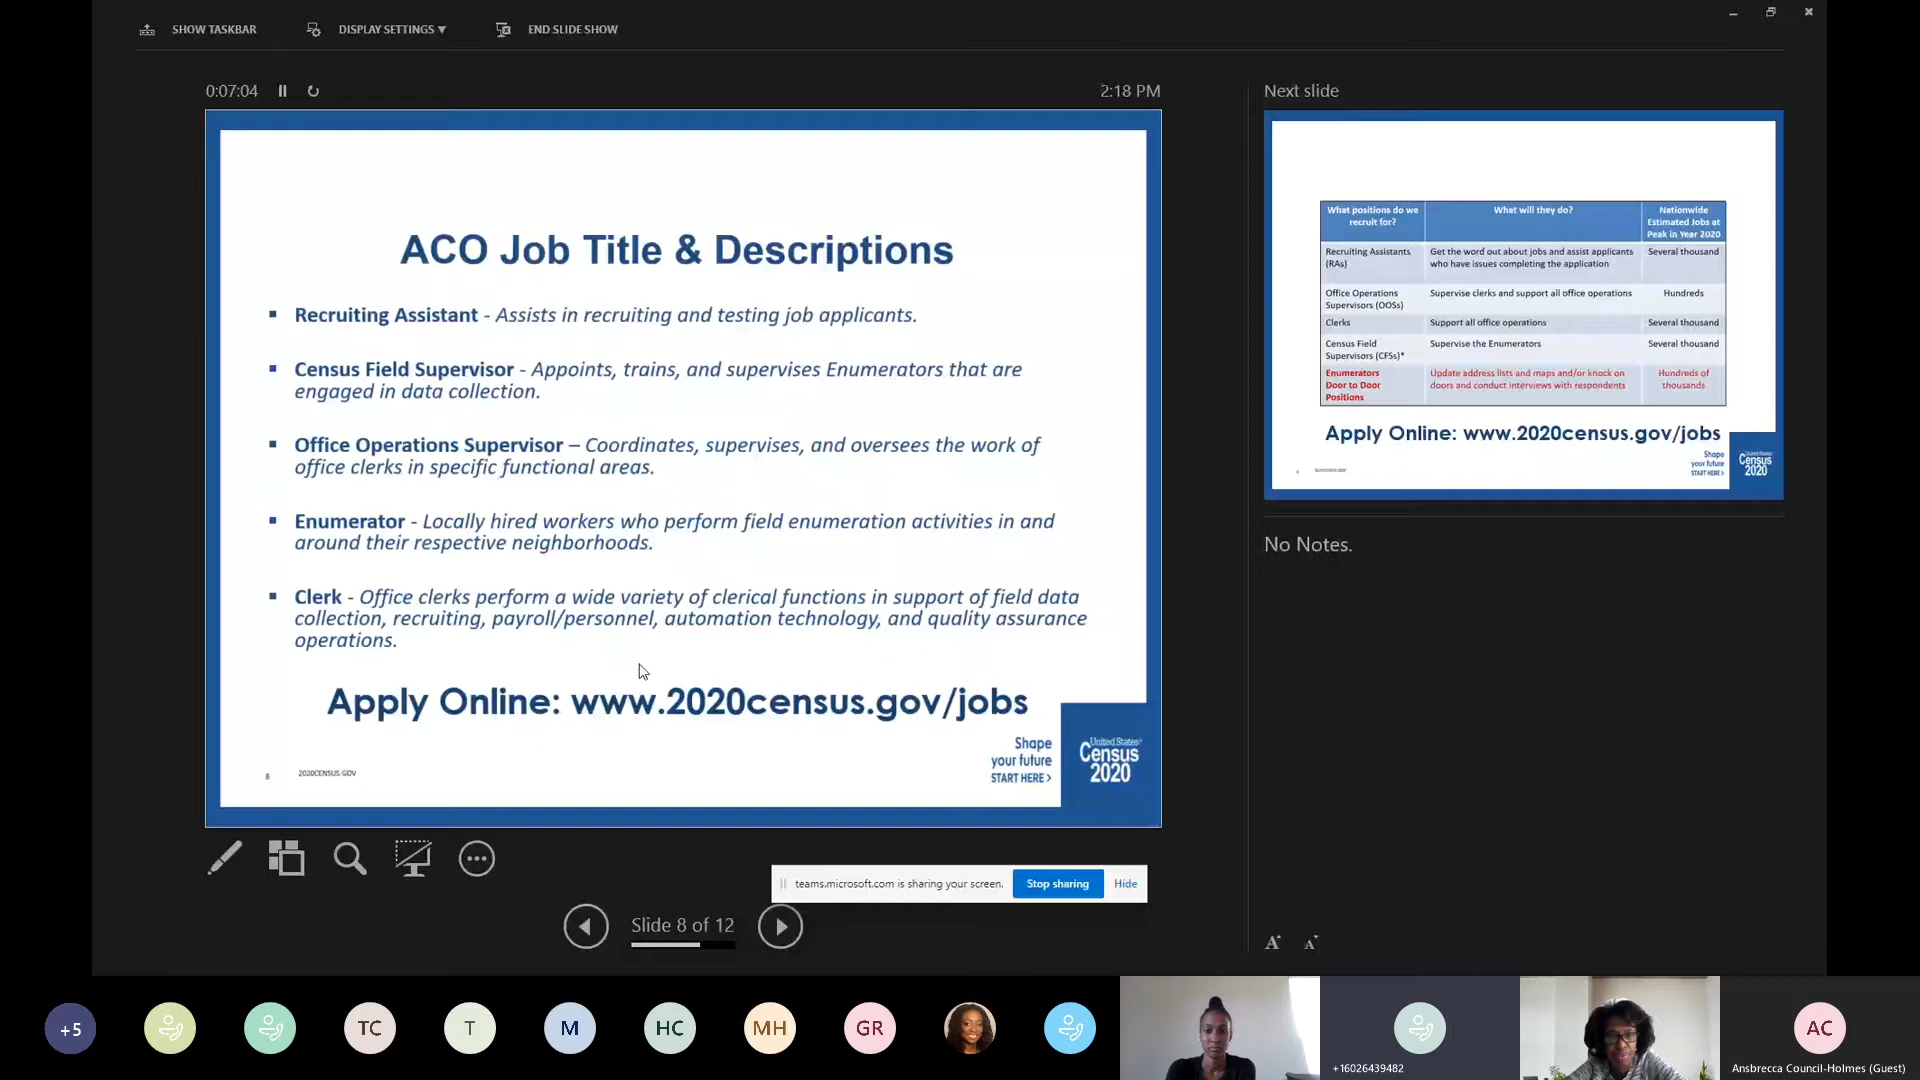 SHOW TASKBAR
DISPLAY SETTINGS ▼
END SLIDE SHOW
0:07:04
2:18 PM
ACO Job Title & Descriptions
▪ Recruiting Assistant - Assists in recruiting and testing job applicants.
▪ Census Field Supervisor - Appoints, trains, and supervises Enumerators that are
engaged in data collection.
▪ Office Operations Supervisor – Coordinates, supervises, and oversees the work of
office clerks in specific functional areas.
▪ Enumerator - Locally hired workers who perform field enumeration activities in and
around their respective neighborhoods.
▪ Clerk - Office clerks perform a wide variety of clerical functions in support of field data
collection, recruiting, payroll/personnel, automation technology, and quality assurance
operations.
Apply Online: www.2020census.gov/jobs
Shape
your future
START HERE >
United States®
Census
2020
8
2020CENSUS.GOV
Next slide
What positions do we
recruit for?
What will they do?
Nationwide
Estimated Jobs at
Peak in Year 2020
Recruiting Assistants
(RAs)
Get the word out about jobs and assist applicants
who have issues completing the application
Several thousand
Office Operations
Supervisors (OOSs)
Supervise clerks and support all office operations
Hundreds
Clerks
Support all office operations
Several thousand
Census Field
Supervisors (CFSs)*
Supervise the Enumerators
Several thousand
Enumerators
Door to Door
Positions
Update address lists and maps and/or knock on
doors and conduct interviews with respondents
Hundreds of
thousands
Apply Online: www.2020census.gov/jobs
Shape
your future
START HERE >
Census
2020
No Notes.
teams.microsoft.com is sharing your screen.
Stop sharing
Hide
Slide 8 of 12
A
A
+5
TC
T
M
HC
MH
GR
+16026439482
AC
Ansbrecca Council-Holmes (Guest)